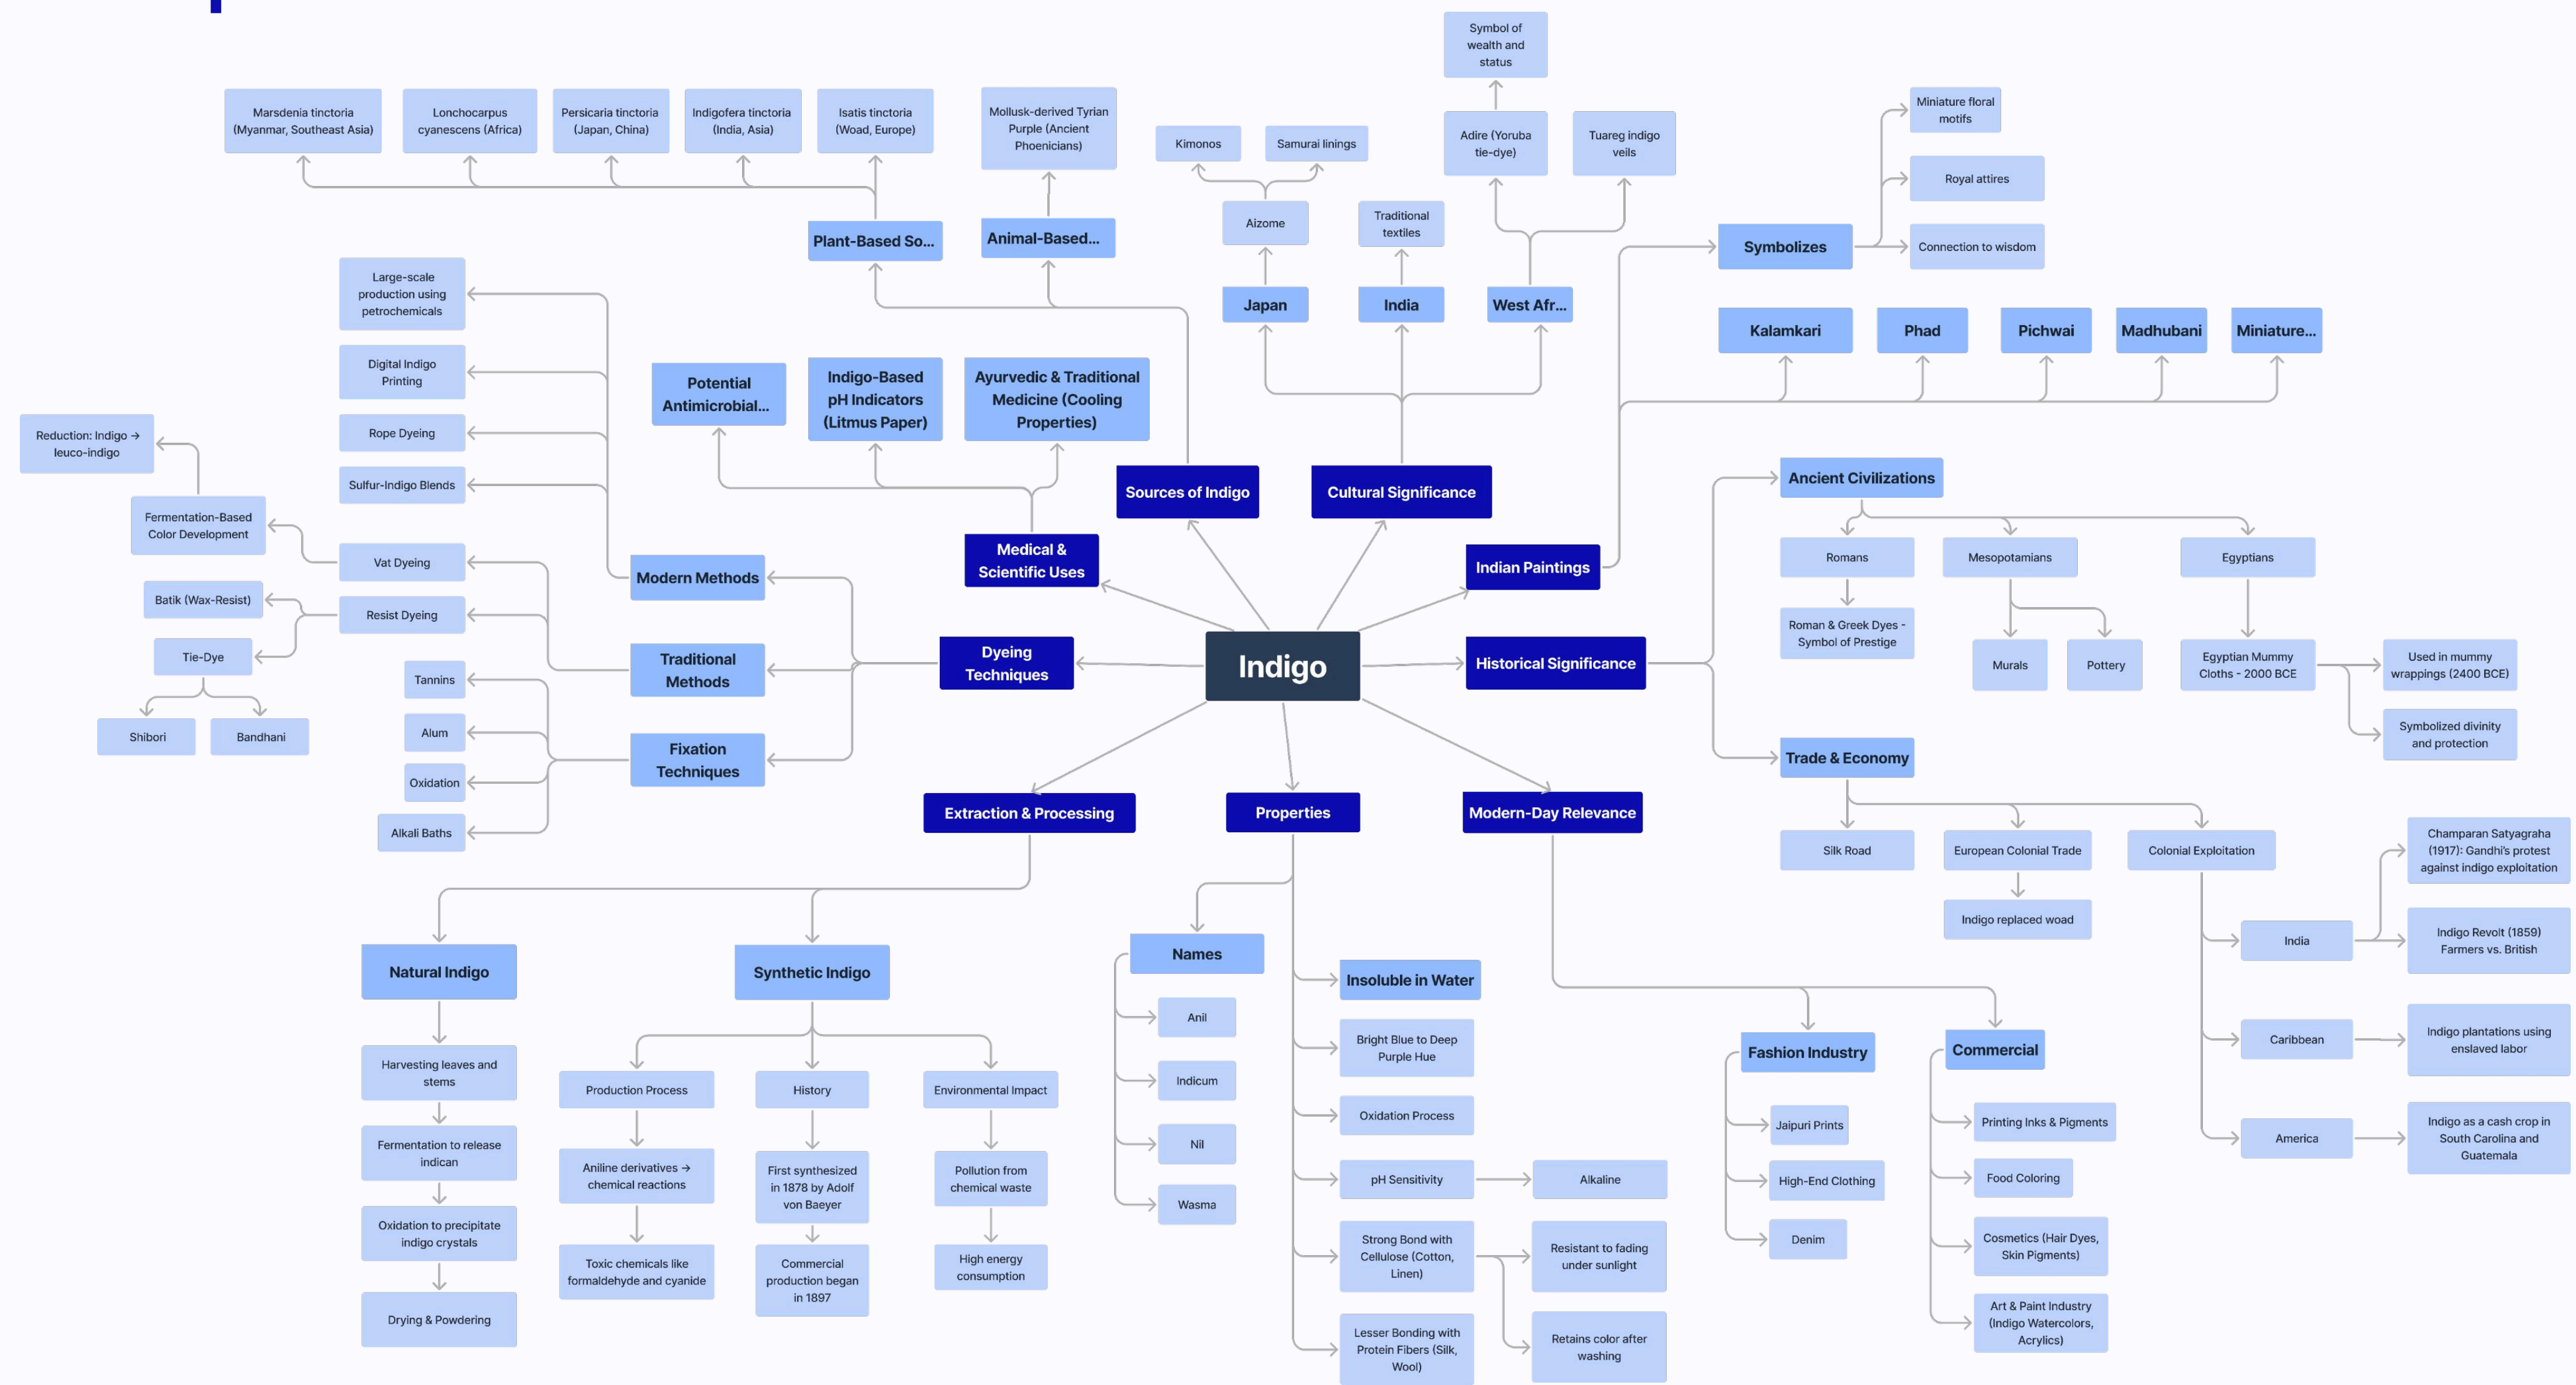 Symbol of
wealth and
status
Marsdenia tinctoria
(Myanmar, Southeast Asia)
Lonchocarpus
cyanescens (Africa)
Persicaria tinctoria
(Japan, China)
Indigofera tinctoria
(India, Asia)
Isatis tinctoria
(Woad, Europe)
Mollusk-derived Tyrian
Purple (Ancient
Phoenicians)
Kimonos
Samurai linings
Adire (Yoruba
tie-dye)
Tuareg indigo
veils
Miniature floral
motifs
Royal attires
Connection to wisdom
Aizome
Traditional
textiles
Plant-Based So...
Animal-Based...
Symbolizes
Japan
India
West Afr...
Kalamkari
Phad
Pichwai
Madhubani
Miniature...
Large-scale
production using
petrochemicals
Digital Indigo
Printing
Rope Dyeing
Sulfur-Indigo Blends
Potential
Antimicrobial...
Indigo-Based
pH Indicators
(Litmus Paper)
Ayurvedic & Traditional
Medicine (Cooling
Properties)
Reduction: Indigo →
leuco-indigo
Fermentation-Based
Color Development
Vat Dyeing
Batik (Wax-Resist)
Resist Dyeing
Tie-Dye
Shibori
Bandhani
Tannins
Alum
Oxidation
Alkali Baths
Modern Methods
Traditional
Methods
Fixation
Techniques
Sources of Indigo
Cultural Significance
Medical &
Scientific Uses
Indian Paintings
Dyeing
Techniques
Indigo
Historical Significance
Extraction & Processing
Properties
Modern-Day Relevance
Ancient Civilizations
Romans
Mesopotamians
Egyptians
Roman & Greek Dyes -
Symbol of Prestige
Murals
Pottery
Egyptian Mummy
Cloths - 2000 BCE
Used in mummy
wrappings (2400 BCE)
Symbolized divinity
and protection
Trade & Economy
Silk Road
European Colonial Trade
Colonial Exploitation
Indigo replaced woad
Champaran Satyagraha
(1917): Gandhi's protest
against indigo exploitation
India
Indigo Revolt (1859)
Farmers vs. British
Caribbean
Indigo plantations using
enslaved labor
America
Indigo as a cash crop in
South Carolina and
Guatemala
Natural Indigo
Harvesting leaves and
stems
Fermentation to release
indican
Oxidation to precipitate
indigo crystals
Drying & Powdering
Synthetic Indigo
Production Process
Aniline derivatives →
chemical reactions
Toxic chemicals like
formaldehyde and cyanide
History
First synthesized
in 1878 by Adolf
von Baeyer
Commercial
production began
in 1897
Environmental Impact
Pollution from
chemical waste
High energy
consumption
Names
Anil
Indicum
Nil
Wasma
Insoluble in Water
Bright Blue to Deep
Purple Hue
Oxidation Process
pH Sensitivity
Alkaline
Strong Bond with
Cellulose (Cotton,
Linen)
Resistant to fading
under sunlight
Retains color after
washing
Lesser Bonding with
Protein Fibers (Silk,
Wool)
Fashion Industry
Jaipuri Prints
High-End Clothing
Denim
Commercial
Printing Inks & Pigments
Food Coloring
Cosmetics (Hair Dyes,
Skin Pigments)
Art & Paint Industry
(Indigo Watercolors,
Acrylics)